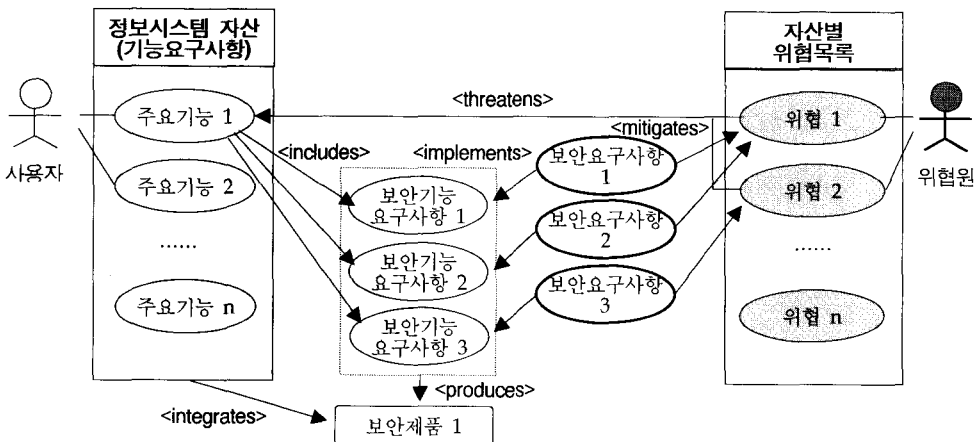 정보시스템 자산
(기능요구사항)
자산별
위협목록
사용자
주요기능 1
주요기능 2
......
주요기능 n
<threatens>
<includes>
<implements>
<mitigates>
보안기능
요구사항 1
보안기능
요구사항 2
보안기능
요구사항 3
보안요구사항
1
보안요구사항
2
보안요구사항
3
위협 1
위협 2
......
위협 n
위협원
<integrates>
<produces>
보안제품 1